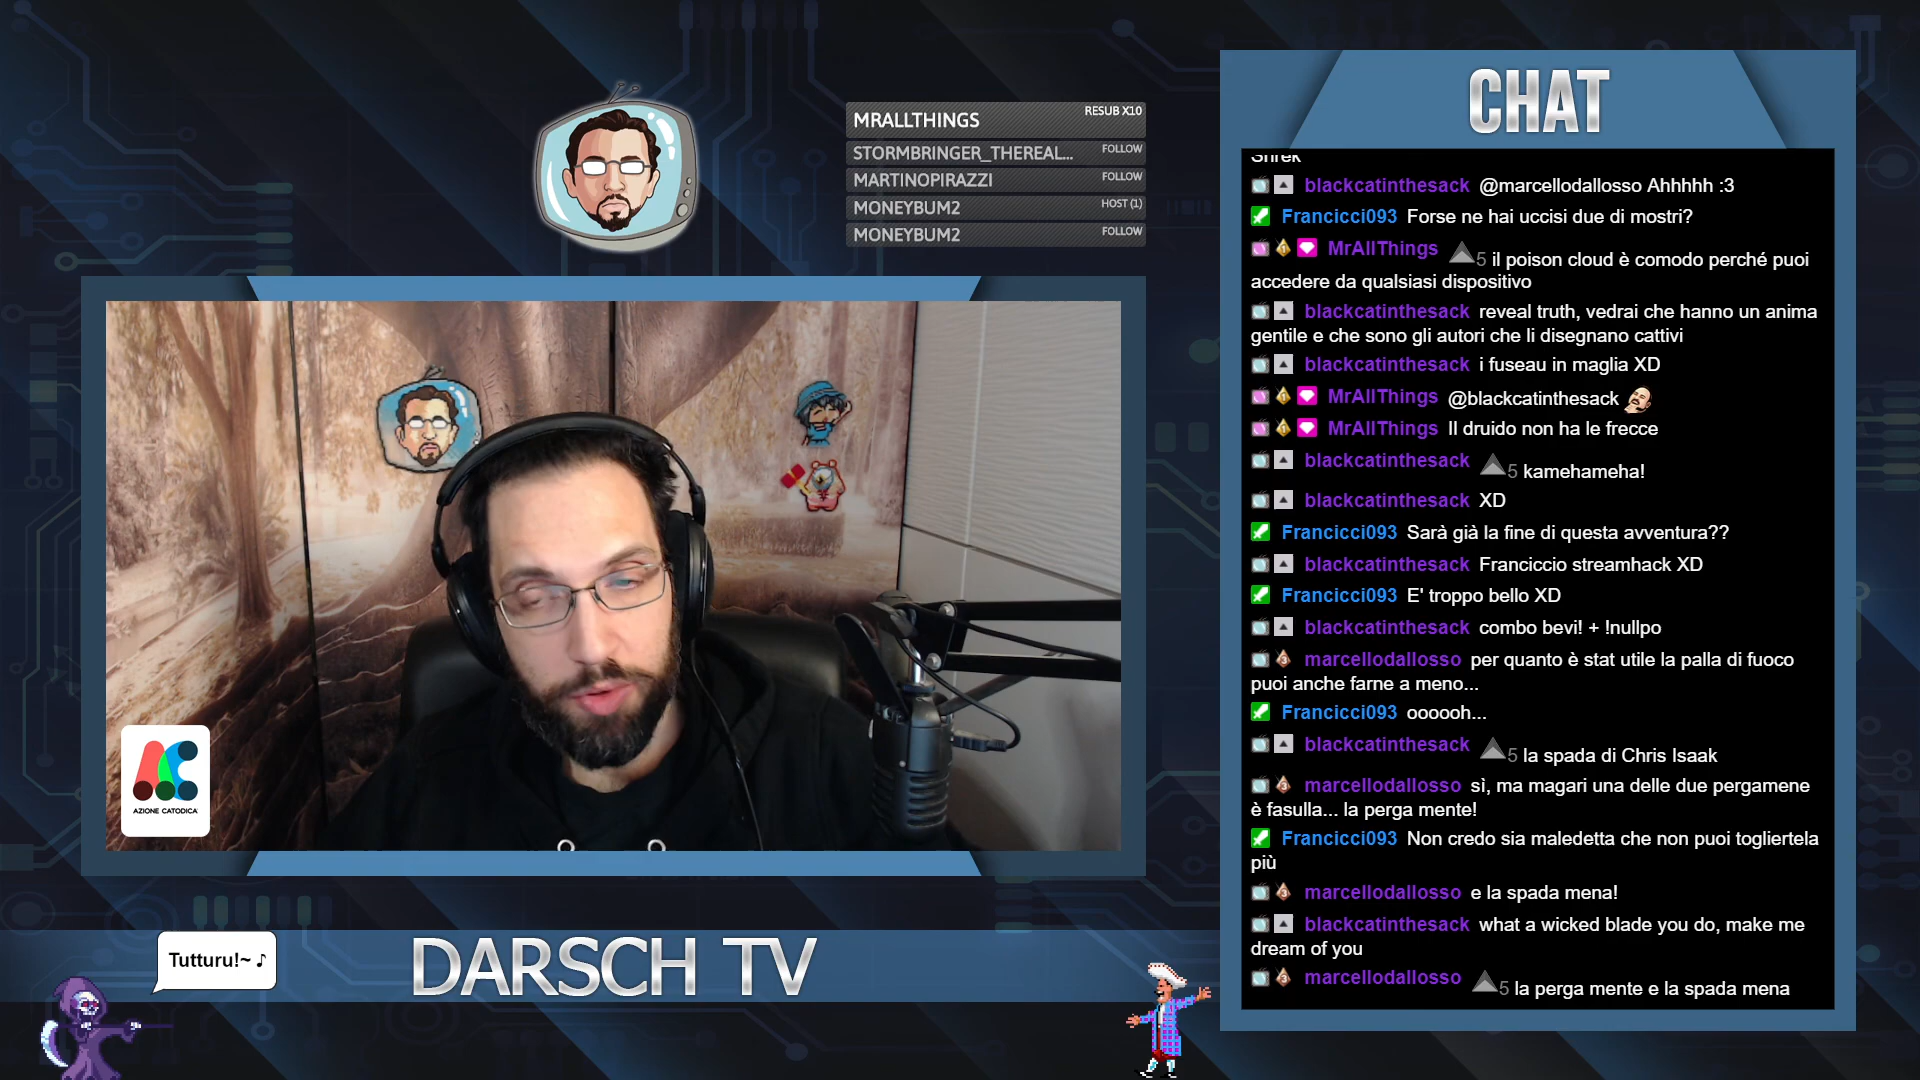 MRALLTHINGS RESUB X10
STORMBRINGER_THEREAL... FOLLOW
MARTINOPIRAZZI FOLLOW
MONEYBUM2 HOST (1)
MONEYBUM2 FOLLOW
AZIONE CATODICA
Tutturu!~ ♪
DARSCH TV
CHAT
Shrek
blackcatinthesack @marcellodallosso Ahhhhh :3
Francicci093 Forse ne hai uccisi due di mostri?
MrAllThings 5 il poison cloud è comodo perché puoi
accedere da qualsiasi dispositivo
blackcatinthesack reveal truth, vedrai che hanno un anima
gentile e che sono gli autori che li disegnano cattivi
blackcatinthesack i fuseau in maglia XD
MrAllThings @blackcatinthesack
MrAllThings Il druido non ha le frecce
blackcatinthesack 5 kamehameha!
blackcatinthesack XD
Francicci093 Sarà già la fine di questa avventura??
blackcatinthesack Franciccio streamhack XD
Francicci093 E' troppo bello XD
blackcatinthesack combo bevi! + !nullpo
marcellodallosso per quanto è stat utile la palla di fuoco
puoi anche farne a meno...
Francicci093 oooooh...
blackcatinthesack 5 la spada di Chris Isaak
marcellodallosso sì, ma magari una delle due pergamene
è fasulla... la perga mente!
Francicci093 Non credo sia maledetta che non puoi togliertela
più
marcellodallosso e la spada mena!
blackcatinthesack what a wicked blade you do, make me
dream of you
marcellodallosso 5 la perga mente e la spada mena